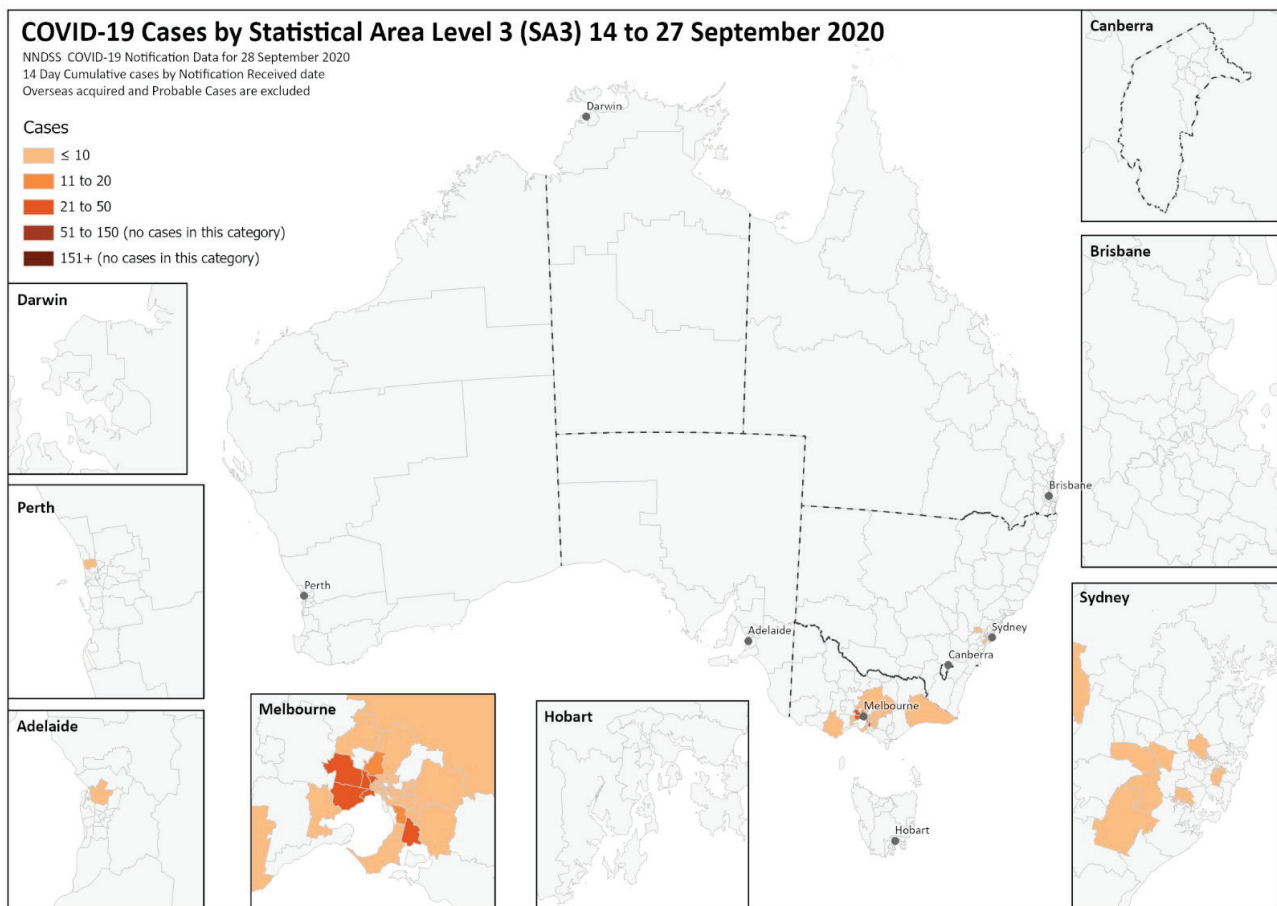 COVID-19 Cases by Statistical Area Level 3 (SA3) 14 to 27 September 2020
NNDSS COVID-19 Notification Data for 28 September 2020
14 Day Cumulative cases by Notification Received date
Overseas acquired and Probable Cases are excluded
Cases
≤ 10
11 to 20
21 to 50
51 to 150 (no cases in this category)
151+ (no cases in this category)
Darwin
Canberra
Brisbane
Darwin
Brisbane
Perth
Perth
Sydney
Adelaide
Sydney
Canberra
Melbourne
Adelaide
Melbourne
Hobart
Hobart